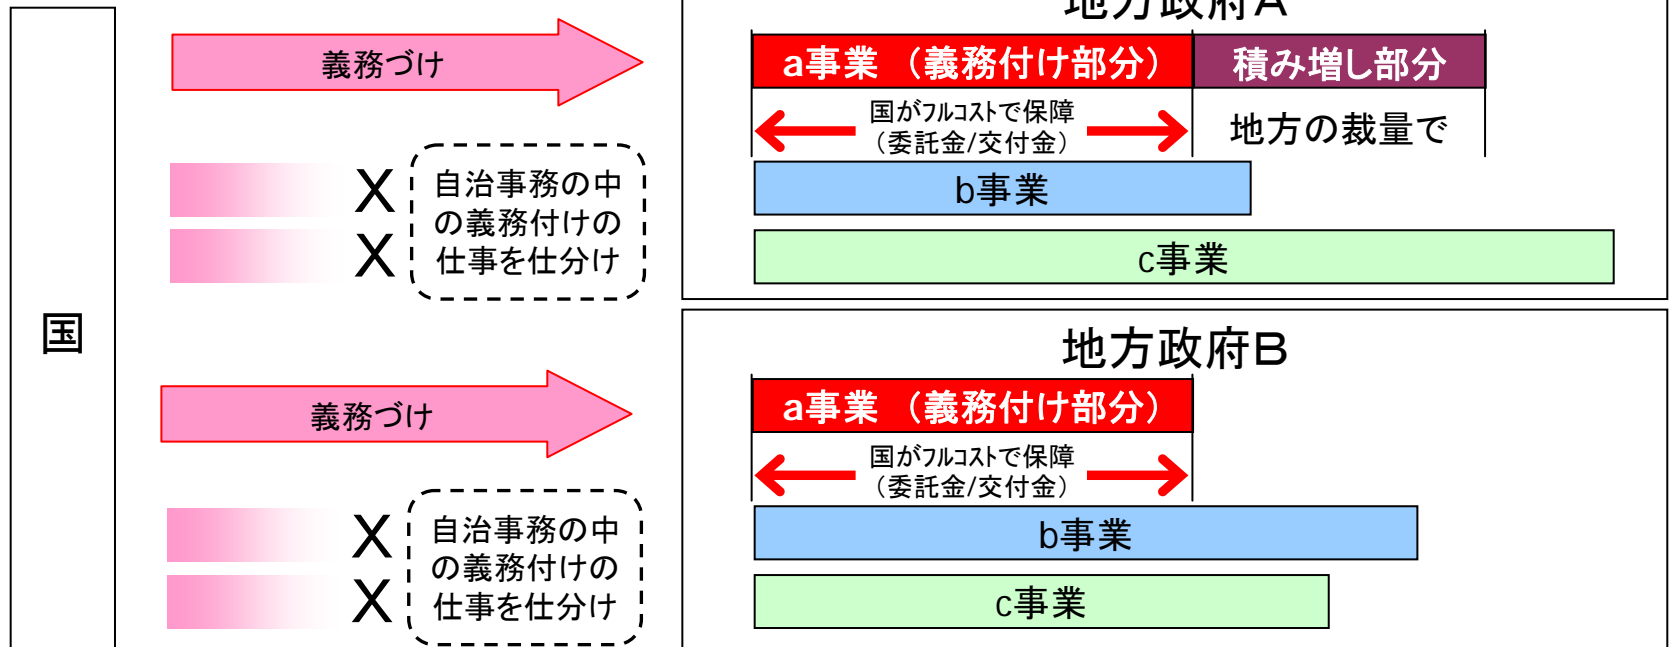 国
地方政府A
義務づけ
a事業 （義務付け部分）
積み増し部分
国がﾌﾙｺｽﾄで保障
（委託金/交付金）
地方の裁量で
X
X
自治事務の中
の義務付けの
仕事を仕分け
b事業
c事業
地方政府B
義務づけ
a事業 （義務付け部分）
国がﾌﾙｺｽﾄで保障
（委託金/交付金）
X
X
自治事務の中
の義務付けの
仕事を仕分け
b事業
c事業